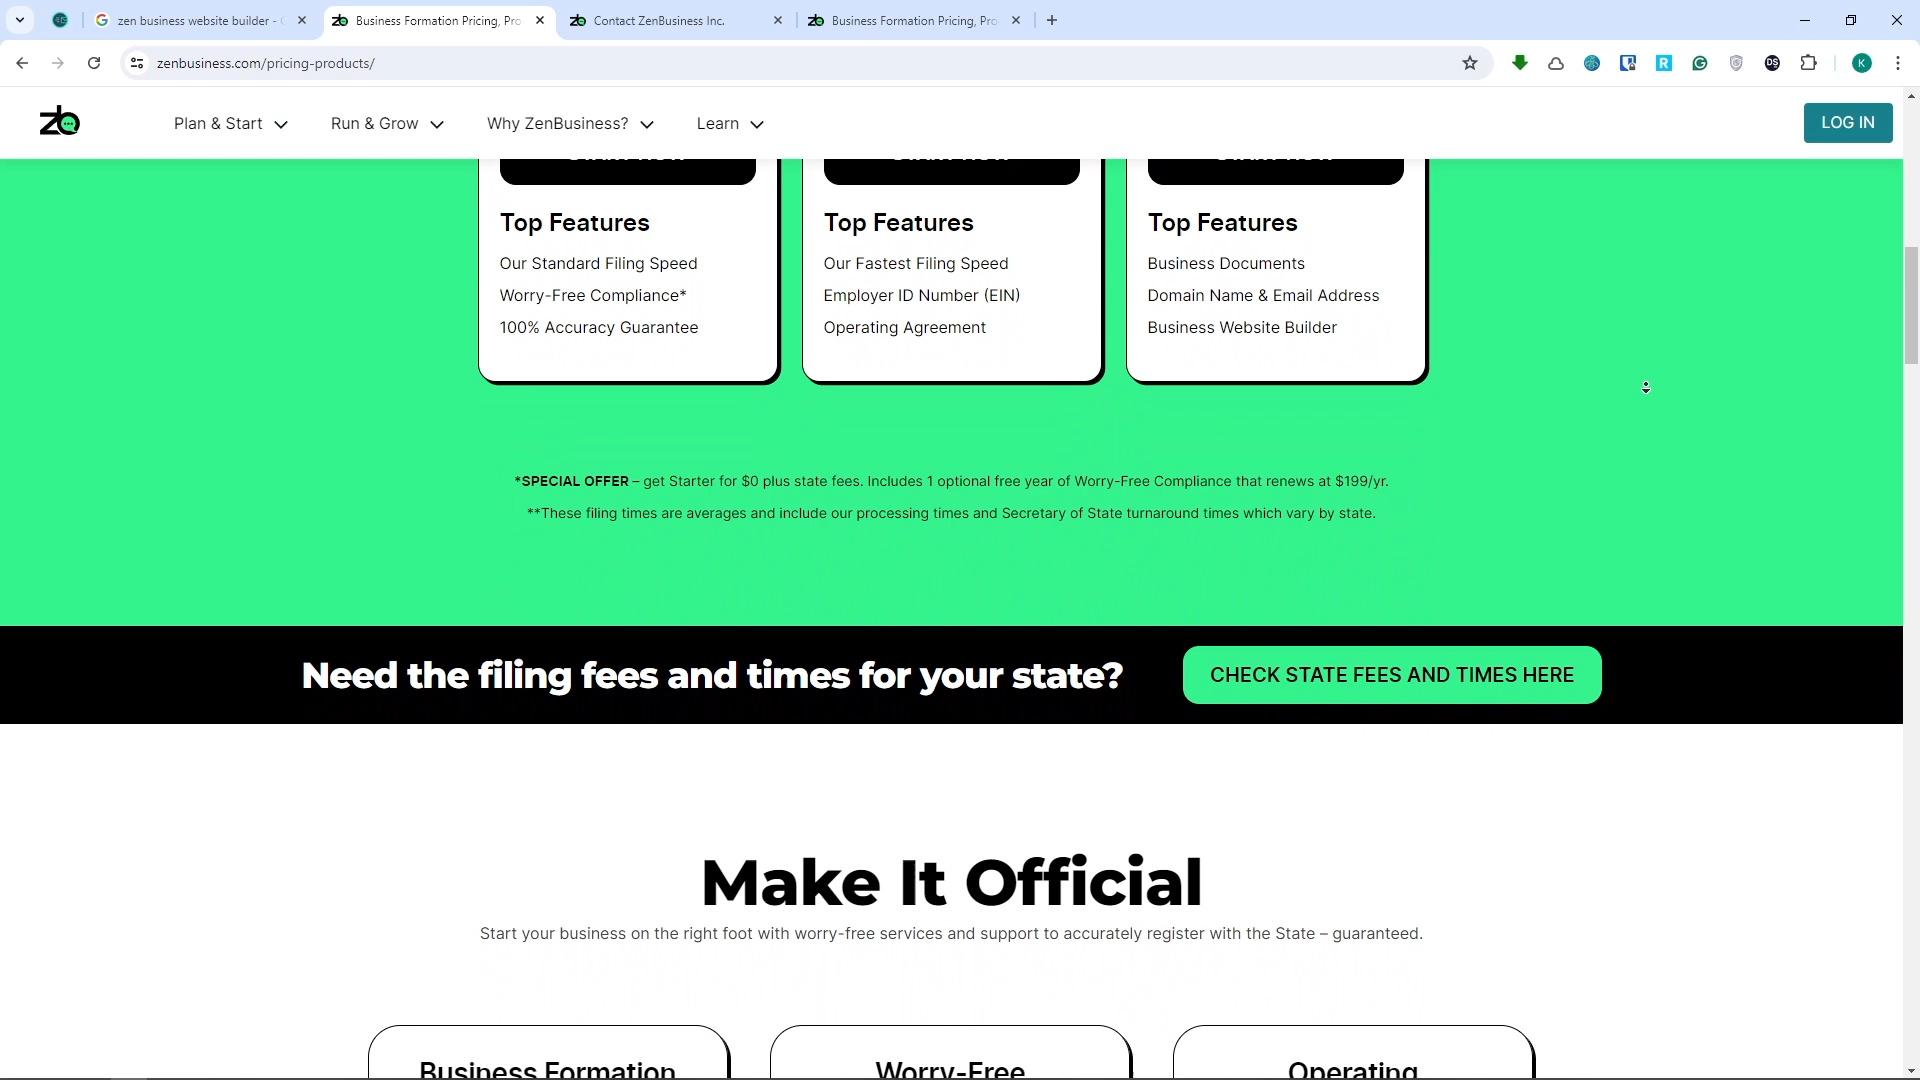 zen business website builder -
Business Formation Pricing, Pro
Contact ZenBusiness Inc.
Business Formation Pricing, Pro
zenbusiness.com/pricing-products/
K
zb
Plan & Start
Run & Grow
Why ZenBusiness?
Learn
LOG IN
Top Features
Our Standard Filing Speed
Worry-Free Compliance*
100% Accuracy Guarantee
Top Features
Our Fastest Filing Speed
Employer ID Number (EIN)
Operating Agreement
Top Features
Business Documents
Domain Name & Email Address
Business Website Builder
*SPECIAL OFFER – get Starter for $0 plus state fees. Includes 1 optional free year of Worry-Free Compliance that renews at $199/yr.
**These filing times are averages and include our processing times and Secretary of State turnaround times which vary by state.
Need the filing fees and times for your state?
CHECK STATE FEES AND TIMES HERE
Make It Official
Start your business on the right foot with worry-free services and support to accurately register with the State – guaranteed.
Business Formation
Worry-Free
Operating